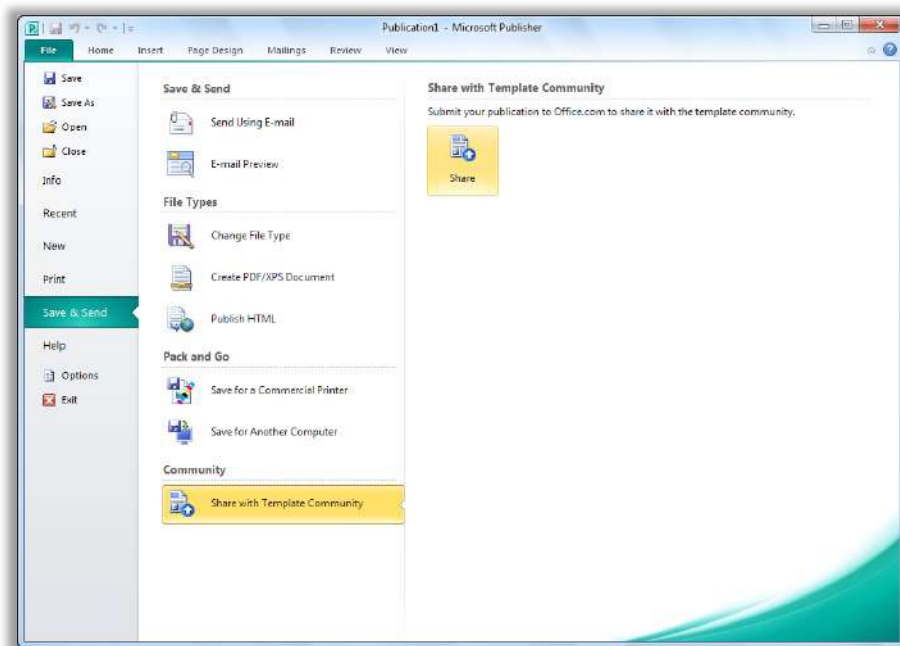 Publication1 - Microsoft Publisher
File Home Insert Page Design Mailings Review View
Save
Save As
Open
Close
Info
Recent
New
Print
Save & Send
Help
Options
Exit
Save & Send
Send Using E-mail
E-mail Preview
File Types
Change File Type
Create PDF/XPS Document
Publish HTML
Pack and Go
Save for a Commercial Printer
Save for Another Computer
Community
Share with Template Community
Share with Template Community
Submit your publication to Office.com to share it with the template community.
Share